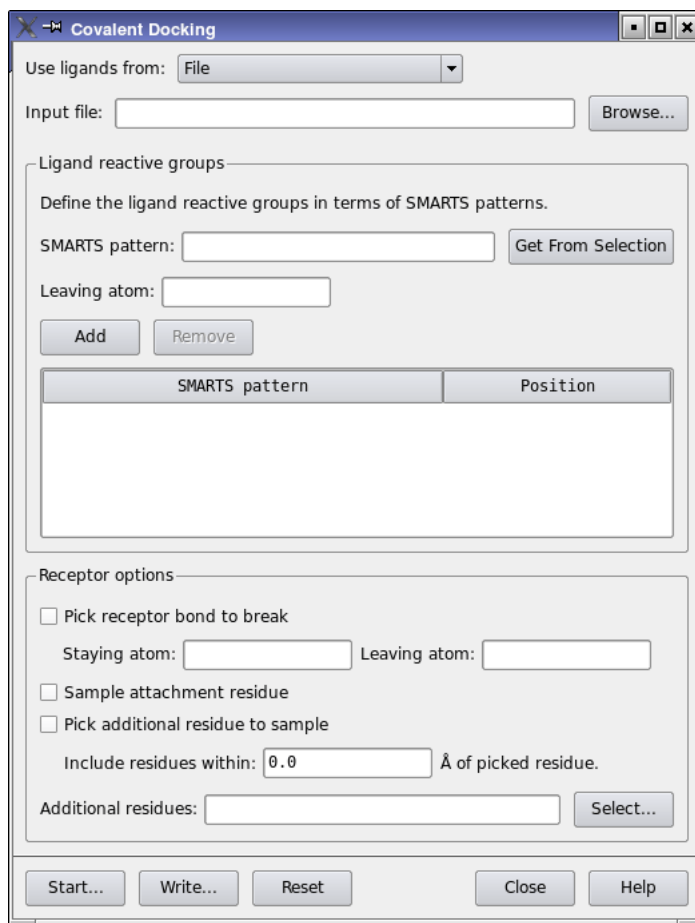 Covalent Docking
Use ligands from: File
Input file: Browse...
Ligand reactive groups
Define the ligand reactive groups in terms of SMARTS patterns.
SMARTS pattern: Get From Selection
Leaving atom:
Add Remove
SMARTS pattern Position
Receptor options
Pick receptor bond to break
Staying atom: Leaving atom:
Sample attachment residue
Pick additional residue to sample
Include residues within: 0.0 Å of picked residue.
Additional residues: Select...
Start... Write... Reset Close Help